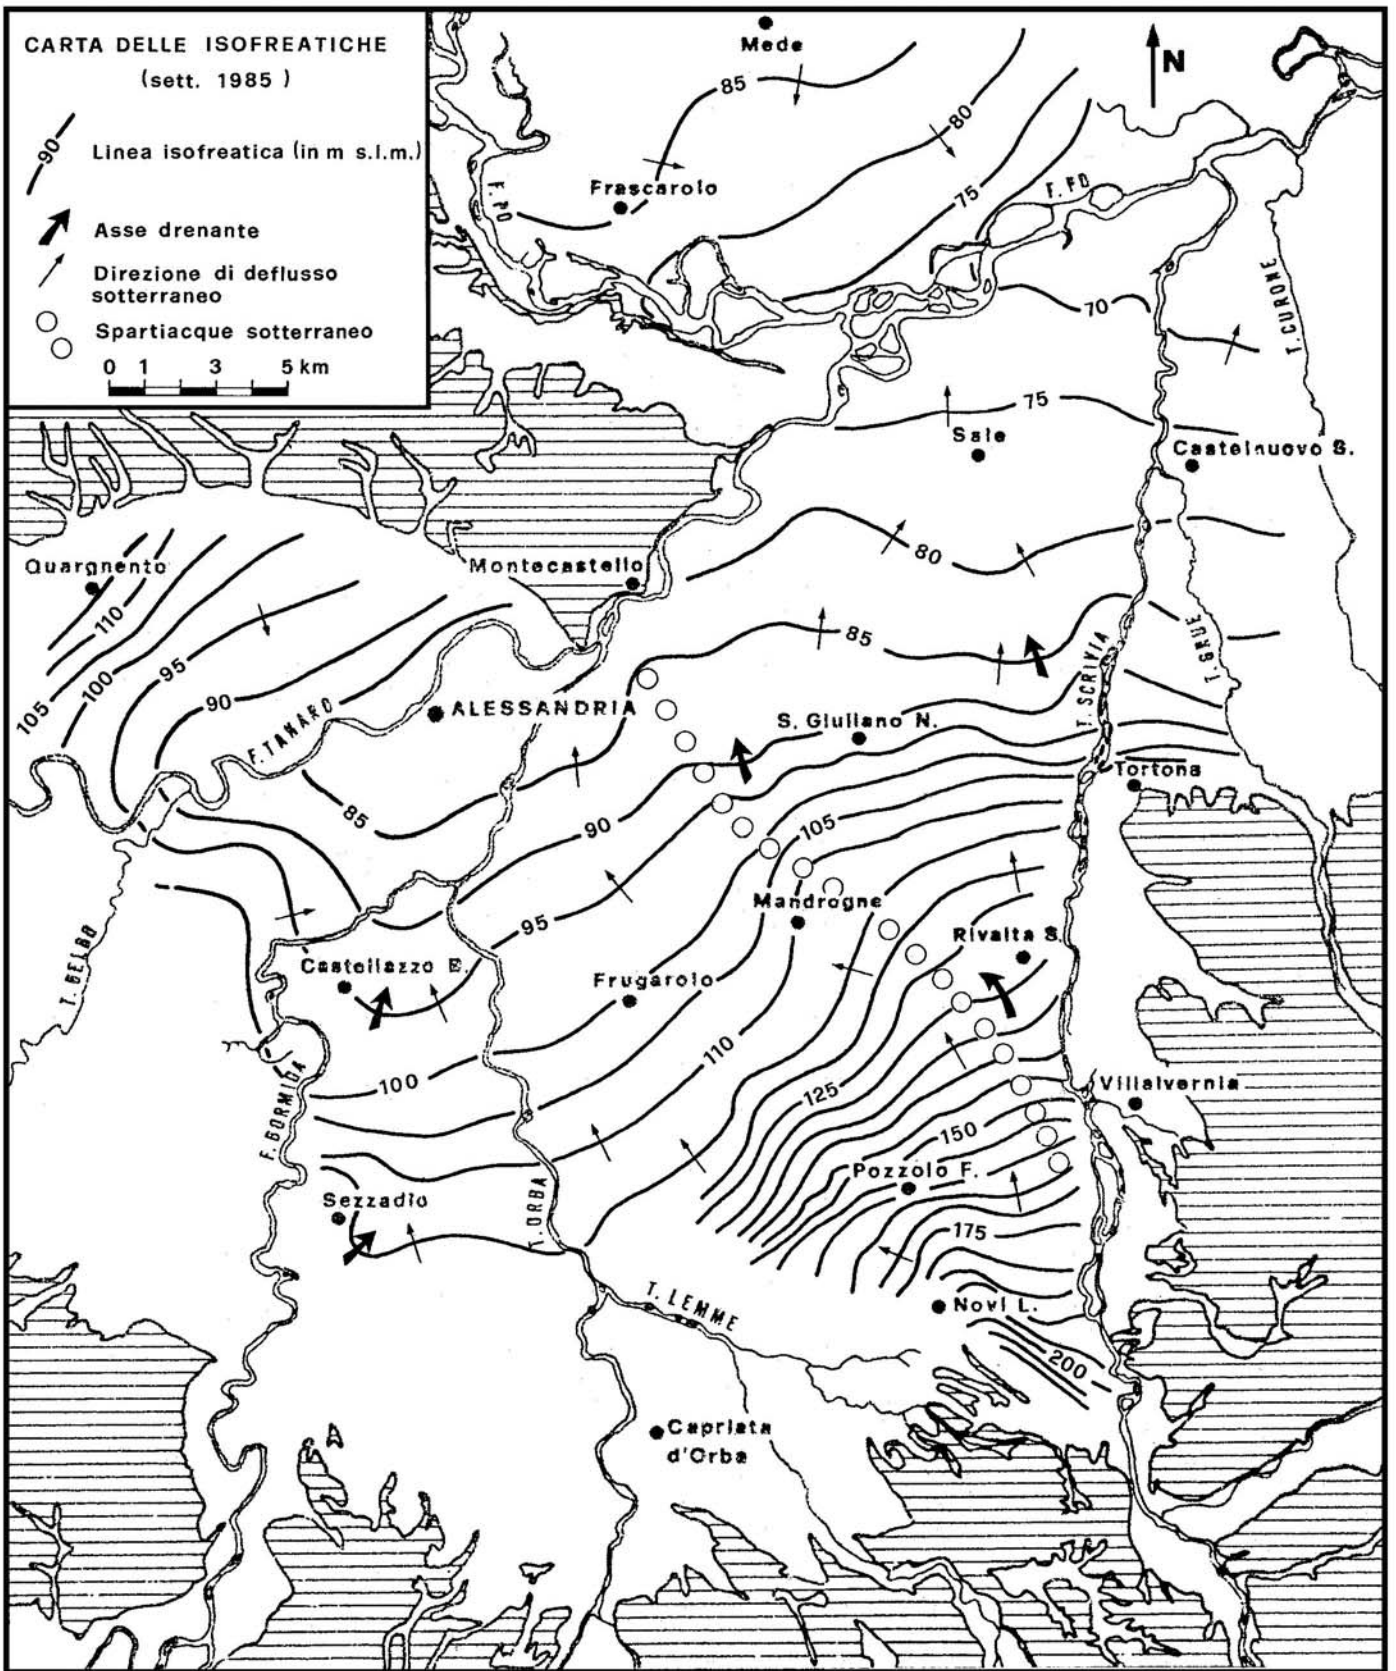 CARTA DELLE ISOFREATICHE
(sett. 1985 )
90
Linea isofreatica (in m s.l.m.)
Asse drenante
Direzione di deflusso
sotterraneo
Spartiacque sotterraneo
0 1 3 5 km
N
Mede
85
80
F. PO
Frascarolo
75
F. PO
70
T. CURONE
75
Sale
Castelnuovo S.
80
Quargnento
Montecastello
110
85
T. GRUE
T. SCRIVIA
95
100
105
90
ALESSANDRIA
F. TANARO
S. Giuliano N.
Tortona
85
90
105
Mandrogne
95
Rivalta S.
T. BELBO
Castellazzo B.
Frugarolo
110
100
125
Villalvernia
F. BORMIDA
150
Pozzolo F.
Sezzadio
T. ORBA
175
T. LEMME
Novi L.
200
Capriata
d'Orba